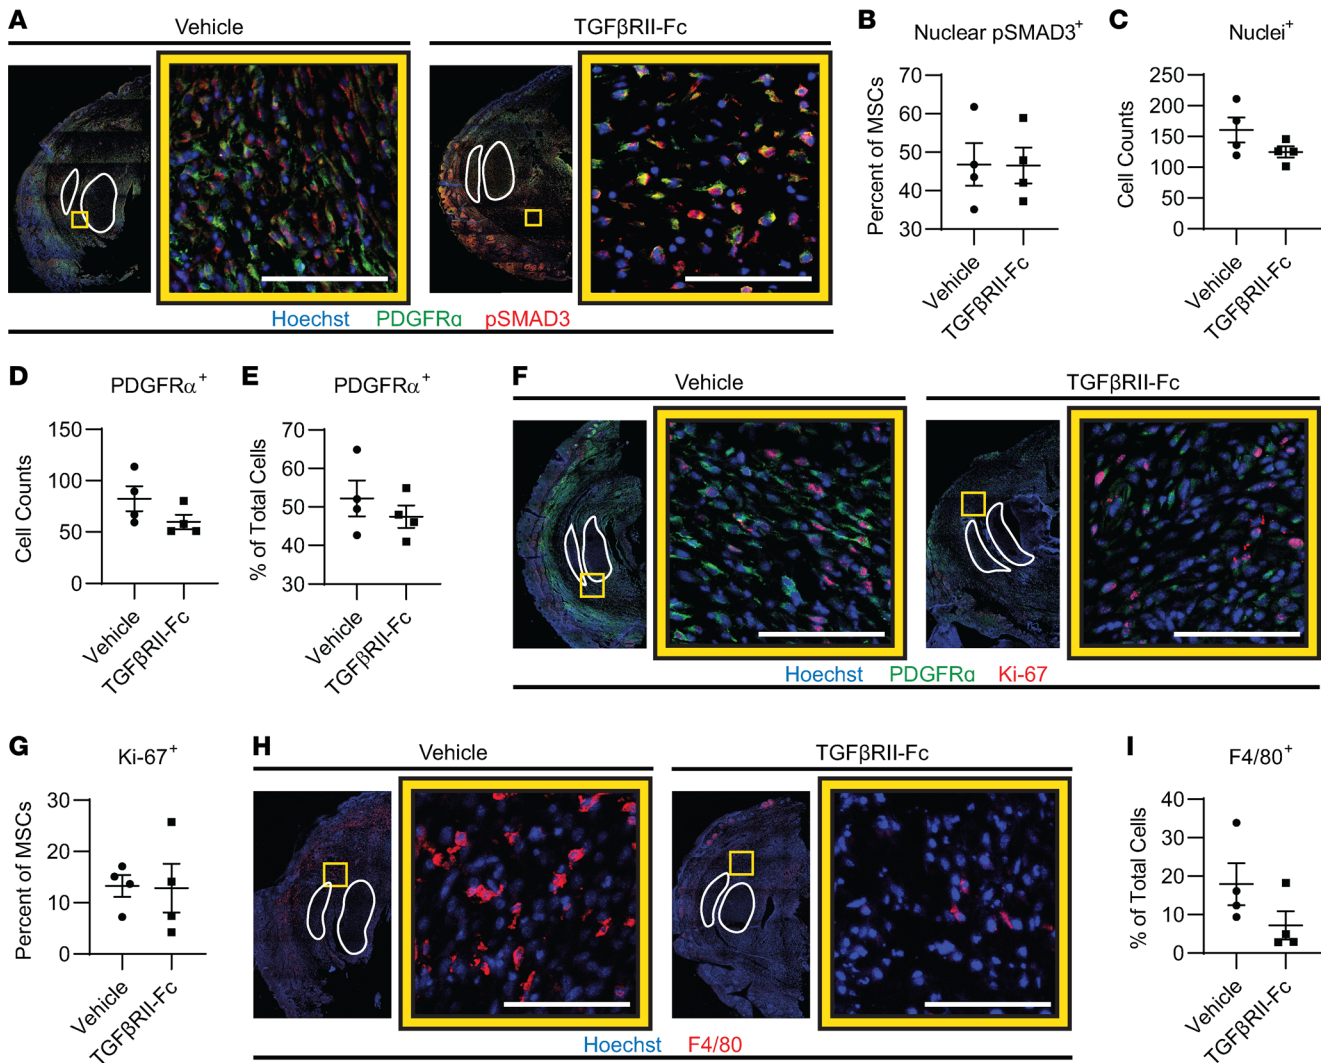 A
Vehicle
TGFβRII-Fc
Hoechst PDGFRα pSMAD3
B
Nuclear pSMAD3+
Percent of MSCs
70
60
50
40
30
Vehicle
TGFβRII-Fc
C
Nuclei+
Cell Counts
250
200
150
100
50
0
Vehicle
TGFβRII-Fc
D
PDGFRα+
Cell Counts
150
100
50
0
Vehicle
TGFβRII-Fc
E
PDGFRα+
% of Total Cells
70
60
50
40
30
Vehicle
TGFβRII-Fc
F
Vehicle
TGFβRII-Fc
Hoechst PDGFRα Ki-67
G
Ki-67+
Percent of MSCs
30
20
10
0
Vehicle
TGFβRII-Fc
H
Vehicle
TGFβRII-Fc
Hoechst F4/80
I
F4/80+
% of Total Cells
40
30
20
10
0
Vehicle
TGFβRII-Fc